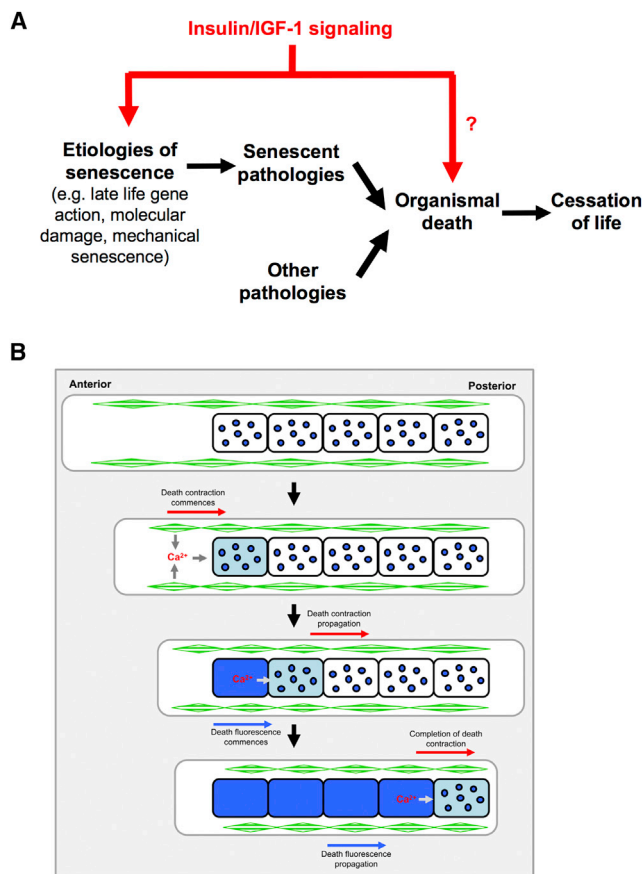 A
Insulin/IGF-1 signaling
?
Etiologies of
senescence
(e.g. late life gene
action, molecular
damage, mechanical
senescence)
Senescent
pathologies
Other
pathologies
Organismal
death
Cessation
of life
B
Anterior
Posterior
Death contraction
commences
Ca²⁺
Death contraction
propagation
Ca²⁺
Death fluorescence
commences
Completion of death
contraction
Ca²⁺
Death fluorescence
propagation